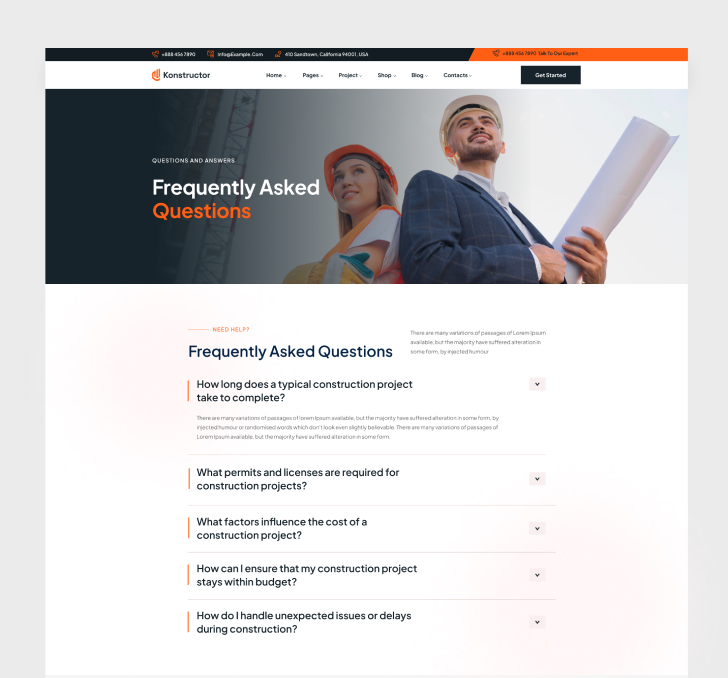 +888 456 7890
Info@Example.Com
410 Sandtown, California 94001, USA
+888 456 7890 Talk To Our Expert
Konstructor
Home
Pages
Project
Shop
Blog
Contacts
Get Started
QUESTIONS AND ANSWERS
Frequently Asked
Questions
NEED HELP?
Frequently Asked Questions
There are many variations of passages of Lorem Ipsum
available, but the majority have suffered alteration in
some form, by injected humour
How long does a typical construction project
take to complete?
There are many variations of passages of lorem Ipsum available, but the majority have suffered alteration in some form, by
injected humour or randomised words which don't look even slightly believable. There are many variations of passages of
Lorem Ipsum available, but the majority have suffered alteration in some form.
What permits and licenses are required for
construction projects?
What factors influence the cost of a
construction project?
How can I ensure that my construction project
stays within budget?
How do I handle unexpected issues or delays
during construction?